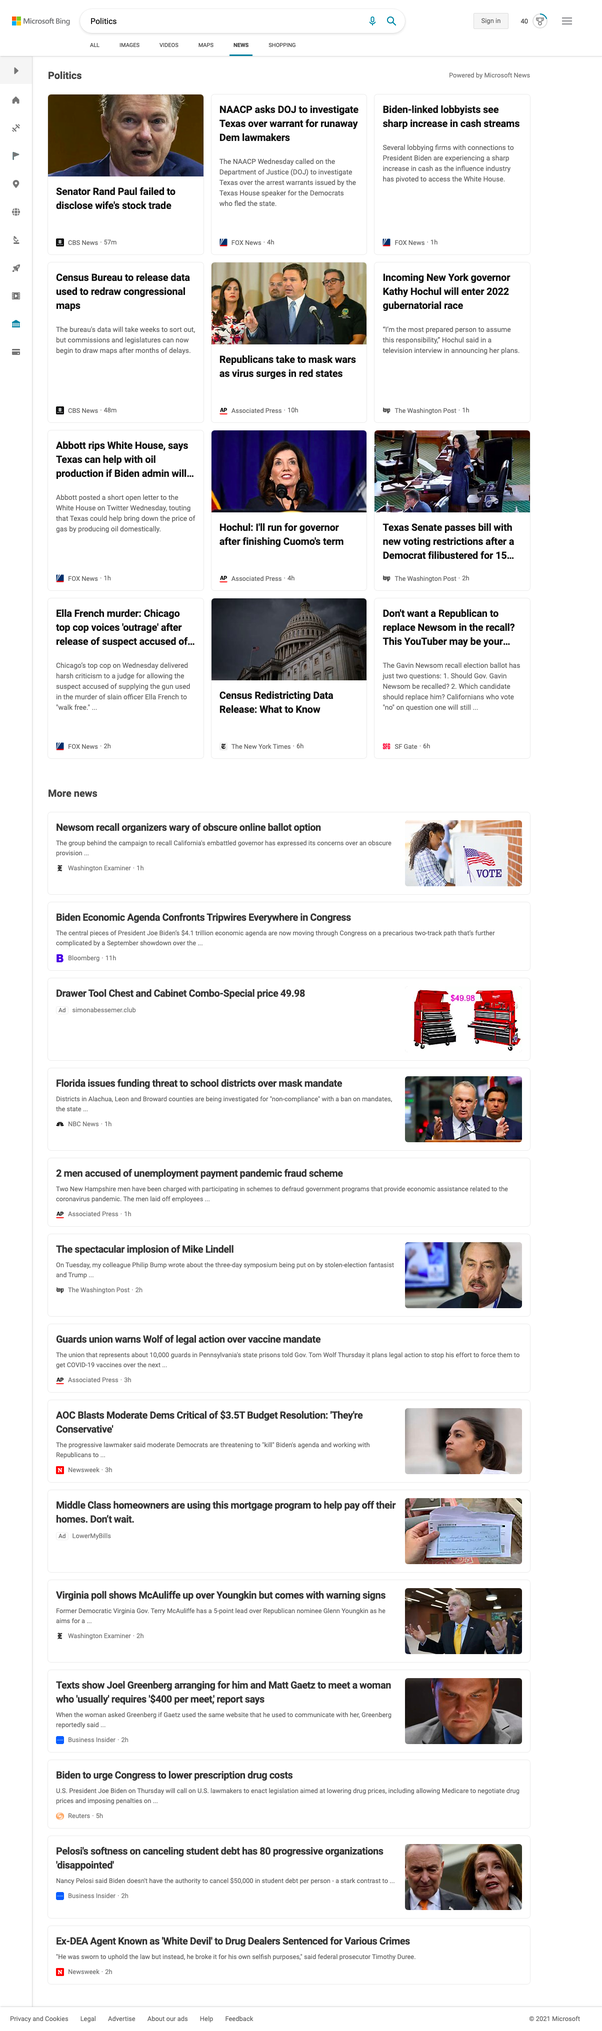 Microsoft Bing
Politics
Sign in
40
ALL
IMAGES
VIDEOS
MAPS
NEWS
SHOPPING
Politics
Powered by Microsoft News
Senator Rand Paul failed to
disclose wife's stock trade
CBS News · 57m
NAACP asks DOJ to investigate
Texas over warrant for runaway
Dem lawmakers
The NAACP Wednesday called on the
Department of Justice (DOJ) to investigate
Texas over the arrest warrants issued by the
Texas House speaker for the Democrats
who fled the state.
FOX News · 4h
Biden-linked lobbyists see
sharp increase in cash streams
Several lobbying firms with connections to
President Biden are experiencing a sharp
increase in cash as the influence industry
has pivoted to access the White House.
FOX News · 1h
Census Bureau to release data
used to redraw congressional
maps
The bureau's data will take weeks to sort out,
but commissions and legislatures can now
begin to draw maps after months of delays.
CBS News · 48m
Republicans take to mask wars
as virus surges in red states
AP Associated Press · 10h
Incoming New York governor
Kathy Hochul will enter 2022
gubernatorial race
"I'm the most prepared person to assume
this responsibility," Hochul said in a
television interview in announcing her plans.
wp The Washington Post · 1h
Abbott rips White House, says
Texas can help with oil
production if Biden admin will...
Abbott posted a short open letter to the
White House on Twitter Wednesday, touting
that Texas could help bring down the price of
gas by producing oil domestically.
FOX News · 1h
Hochul: I'll run for governor
after finishing Cuomo's term
AP Associated Press · 4h
Texas Senate passes bill with
new voting restrictions after a
Democrat filibustered for 15...
wp The Washington Post · 2h
Ella French murder: Chicago
top cop voices 'outrage' after
release of suspect accused of...
Chicago's top cop on Wednesday delivered
harsh criticism to a judge for allowing the
suspect accused of supplying the gun used
in the murder of slain officer Ella French to
"walk free." ...
FOX News · 2h
Census Redistricting Data
Release: What to Know
The New York Times · 6h
Don't want a Republican to
replace Newsom in the recall?
This YouTuber may be your...
The Gavin Newsom recall election ballot has
just two questions: 1. Should Gov. Gavin
Newsom be recalled? 2. Which candidate
should replace him? Californians who vote
"no" on question one will still ...
SF Gate · 6h
More news
Newsom recall organizers wary of obscure online ballot option
The group behind the campaign to recall California's embattled governor has expressed its concerns over an obscure
provision ...
Washington Examiner · 1h
VOTE
Biden Economic Agenda Confronts Tripwires Everywhere in Congress
The central pieces of President Joe Biden's $4.1 trillion economic agenda are now moving through Congress on a precarious two-track path that's further
complicated by a September showdown over the ...
B Bloomberg · 11h
Drawer Tool Chest and Cabinet Combo-Special price 49.98
Ad simonabessemer.club
$49.98
Florida issues funding threat to school districts over mask mandate
Districts in Alachua, Leon and Broward counties are being investigated for "non-compliance" with a ban on mandates,
the state ...
NBC News · 1h
2 men accused of unemployment payment pandemic fraud scheme
Two New Hampshire men have been charged with participating in schemes to defraud government programs that provide economic assistance related to the
coronavirus pandemic. The men laid off employees ...
AP Associated Press · 1h
The spectacular implosion of Mike Lindell
On Tuesday, my colleague Philip Bump wrote about the three-day symposium being put on by stolen-election fantasist
and Trump ...
wp The Washington Post · 2h
Guards union warns Wolf of legal action over vaccine mandate
The union that represents about 10,000 guards in Pennsylvania's state prisons told Gov. Tom Wolf Thursday it plans legal action to stop his effort to force them to
get COVID-19 vaccines over the next ...
AP Associated Press · 3h
AOC Blasts Moderate Dems Critical of $3.5T Budget Resolution: 'They're
Conservative'
The progressive lawmaker said moderate Democrats are threatening to "kill" Biden's agenda and working with
Republicans to ...
N Newsweek · 3h
Middle Class homeowners are using this mortgage program to help pay off their
homes. Don't wait.
Ad LowerMyBills
Virginia poll shows McAuliffe up over Youngkin but comes with warning signs
Former Democratic Virginia Gov. Terry McAuliffe has a 5-point lead over Republican nominee Glenn Youngkin as he
aims for a ...
Washington Examiner · 2h
Texts show Joel Greenberg arranging for him and Matt Gaetz to meet a woman
who 'usually' requires '$400 per meet,' report says
When the woman asked Greenberg if Gaetz used the same website that he used to communicate with her, Greenberg
reportedly said ...
Business Insider · 2h
Biden to urge Congress to lower prescription drug costs
U.S. President Joe Biden on Thursday will call on U.S. lawmakers to enact legislation aimed at lowering drug prices, including allowing Medicare to negotiate drug
prices and imposing penalties on ...
Reuters · 5h
Pelosi's softness on canceling student debt has 80 progressive organizations
'disappointed'
Nancy Pelosi said Biden doesn't have the authority to cancel $50,000 in student debt per person - a stark contrast to ...
Business Insider · 2h
Ex-DEA Agent Known as 'White Devil' to Drug Dealers Sentenced for Various Crimes
"He was sworn to uphold the law but instead, he broke it for his own selfish purposes," said federal prosecutor Timothy Duree.
N Newsweek · 2h
Privacy and Cookies
Legal
Advertise
About our ads
Help
Feedback
© 2021 Microsoft